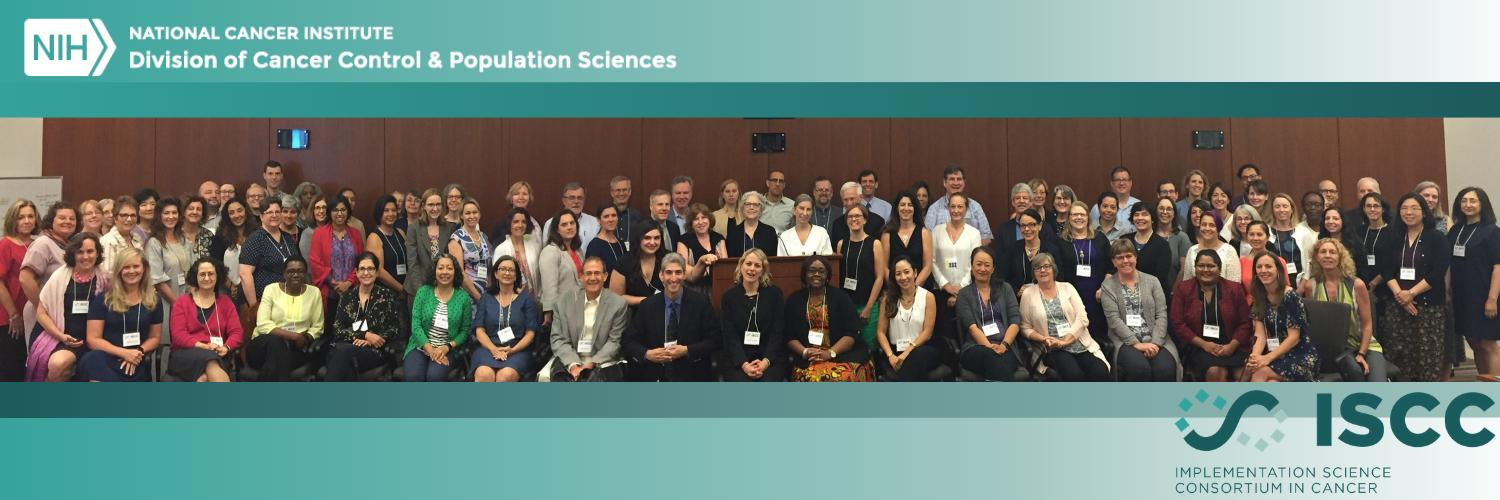 NIH
NATIONAL CANCER INSTITUTE
Division of Cancer Control & Population Sciences
ISCC
IMPLEMENTATION SCIENCE
CONSORTIUM IN CANCER